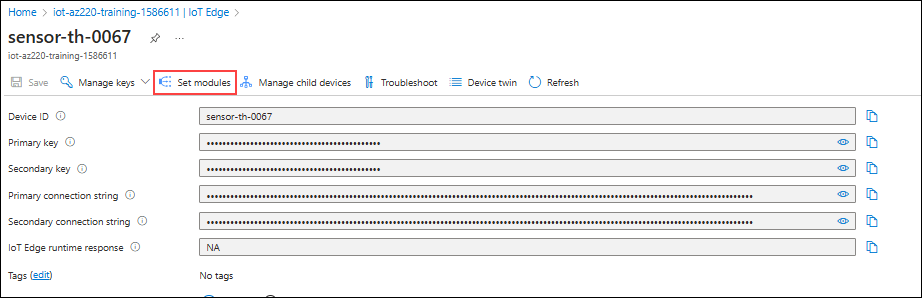 Home > iot-az220-training-1586611 | IoT Edge >
sensor-th-0067 ...
iot-az220-training-1586611
Save Manage keys Set modules Manage child devices Troubleshoot Device twin Refresh
Device ID sensor-th-0067
Primary key ••••••••••••••••••••••••••••••••••••••••••••
Secondary key ••••••••••••••••••••••••••••••••••••••••••••
Primary connection string
Secondary connection string
IoT Edge runtime response NA
Tags (edit) No tags